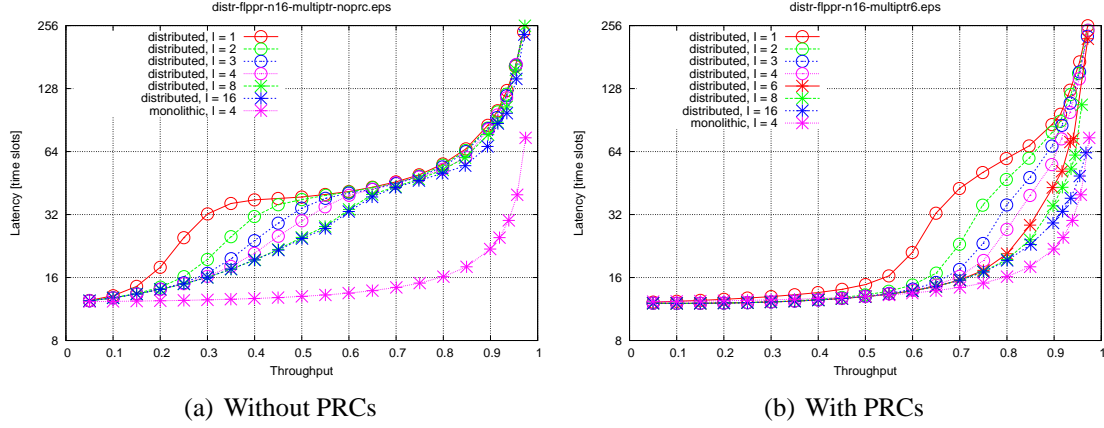 distr-flppr-n16-multiptr-noprc.eps
256
128
64
32
16
8
Latency [time slots]
distributed, I = 1
distributed, I = 2
distributed, I = 3
distributed, I = 4
distributed, I = 8
distributed, I = 16
monolithic, I = 4
0 0.1 0.2 0.3 0.4 0.5 0.6 0.7 0.8 0.9 1
Throughput
(a) Without PRCs
distr-flppr-n16-multiptr6.eps
256
128
64
32
16
8
Latency [time slots]
distributed, I = 1
distributed, I = 2
distributed, I = 3
distributed, I = 4
distributed, I = 6
distributed, I = 8
distributed, I = 16
monolithic, I = 4
0 0.1 0.2 0.3 0.4 0.5 0.6 0.7 0.8 0.9 1
Throughput
(b) With PRCs